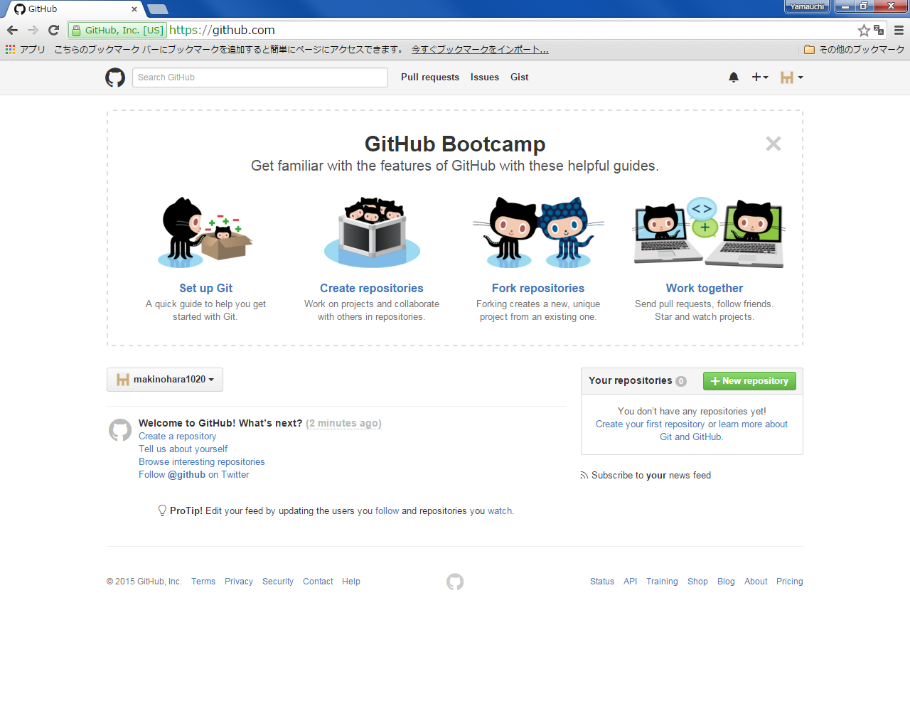 GitHub
Yamauchi
GitHub, Inc. [US] https://github.com
アプリ こちらのブックマーク バーにブックマークを追加すると簡単にページにアクセスできます。 今すぐブックマークをインポート... その他のブックマーク
Search GitHub Pull requests Issues Gist
GitHub Bootcamp
Get familiar with the features of GitHub with these helpful guides.
<>
+
Set up Git
A quick guide to help you get
started with Git.
Create repositories
Work on projects and collaborate
with others in repositories.
Fork repositories
Forking creates a new, unique
project from an existing one.
Work together
Send pull requests, follow friends.
Star and watch projects.
makinohara1020
Welcome to GitHub! What's next? (2 minutes ago)
Create a repository
Tell us about yourself
Browse interesting repositories
Follow @github on Twitter
ProTip! Edit your feed by updating the users you follow and repositories you watch.
Your repositories 0 New repository
You don't have any repositories yet!
Create your first repository or learn more about
Git and GitHub.
Subscribe to your news feed
© 2015 GitHub, Inc. Terms Privacy Security Contact Help
Status API Training Shop Blog About Pricing